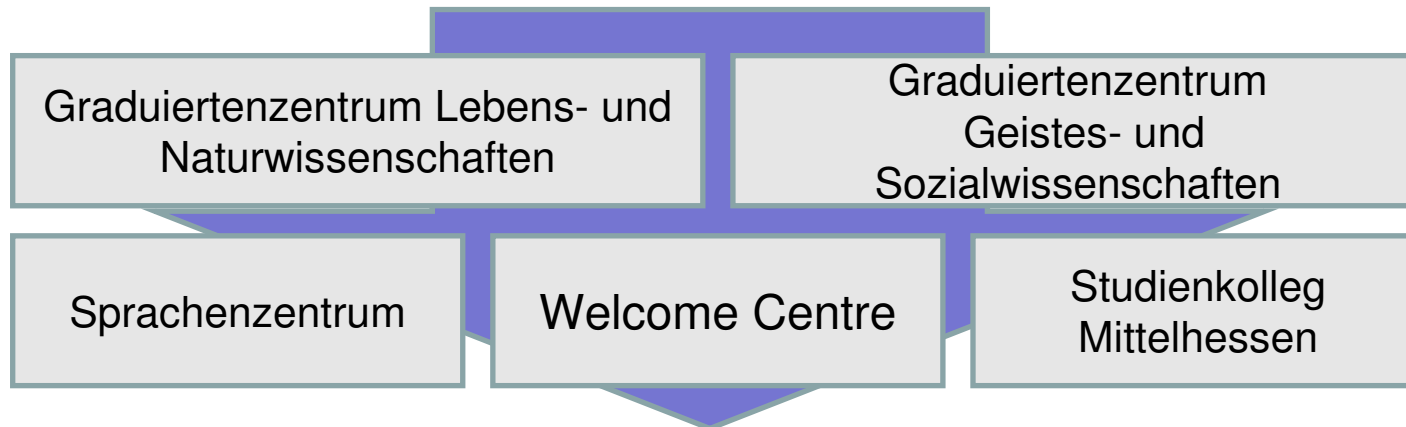 Graduiertenzentrum Lebens- und
Naturwissenschaften
Graduiertenzentrum
Geistes- und
Sozialwissenschaften
Sprachenzentrum
Welcome Centre
Studienkolleg
Mittelhessen